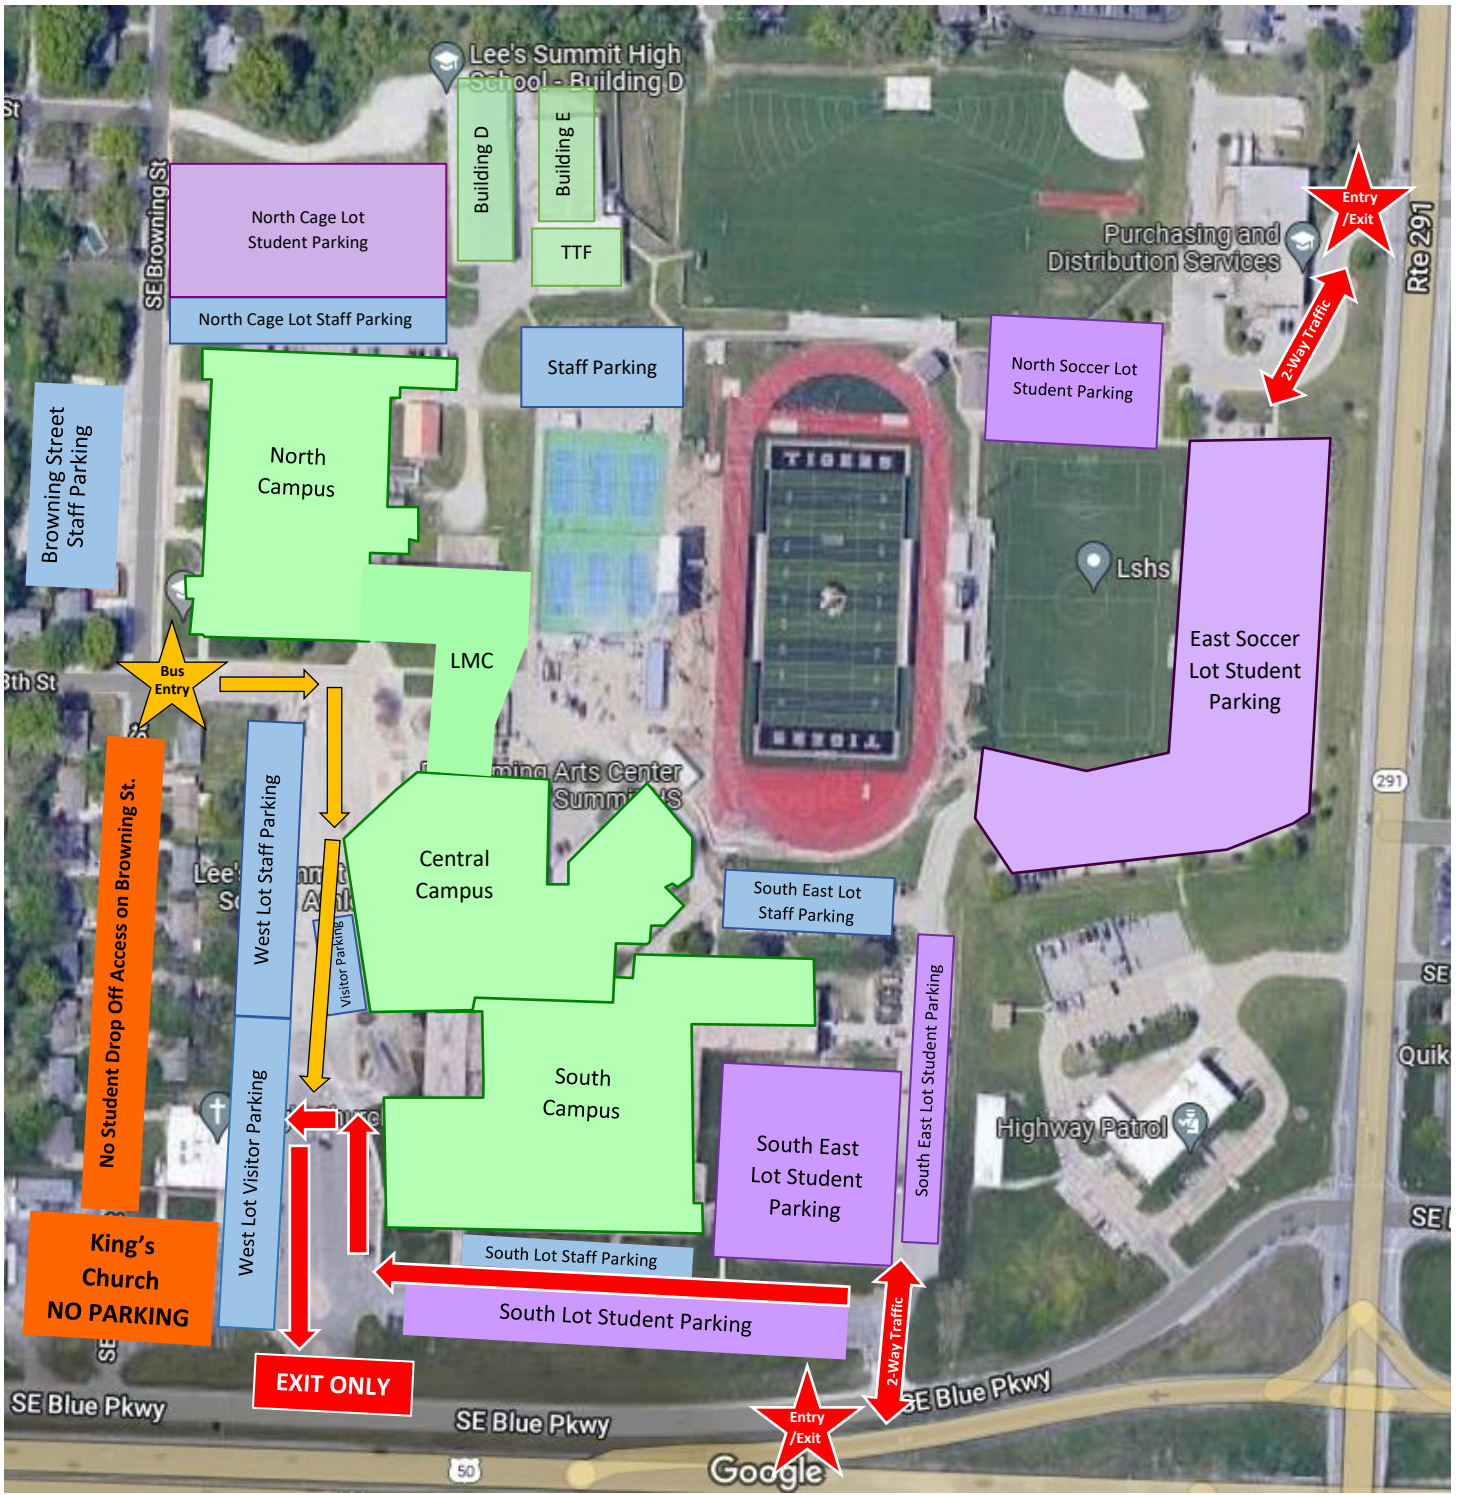 Lee's Summit High
School - Building D
St
Building D
Building E
TTF
SE Browning St
North Cage Lot
Student Parking
North Cage Lot Staff Parking
Staff Parking
Entry
/Exit
Rte 291
Purchasing and
Distribution Services
2-Way Traffic
North Soccer Lot
Student Parking
Browning Street
Staff Parking
North
Campus
TIGERS
Lshs
East Soccer
Lot Student
Parking
LMC
Bus
Entry
8th St
TIGERS
291
No Student Drop Off Access on Browning St.
West Lot Staff Parking
Arts Center
Central
Campus
Visitor Parking
South East Lot
Staff Parking
South East Lot Student Parking
SE
Quik
South
Campus
West Lot Visitor Parking
Highway Patrol
South East
Lot Student
Parking
SE
King's
Church
NO PARKING
South Lot Staff Parking
South Lot Student Parking
2-Way Traffic
SE
EXIT ONLY
SE Blue Pkwy
SE Blue Pkwy
SE Blue Pkwy
Entry
/Exit
50
Google